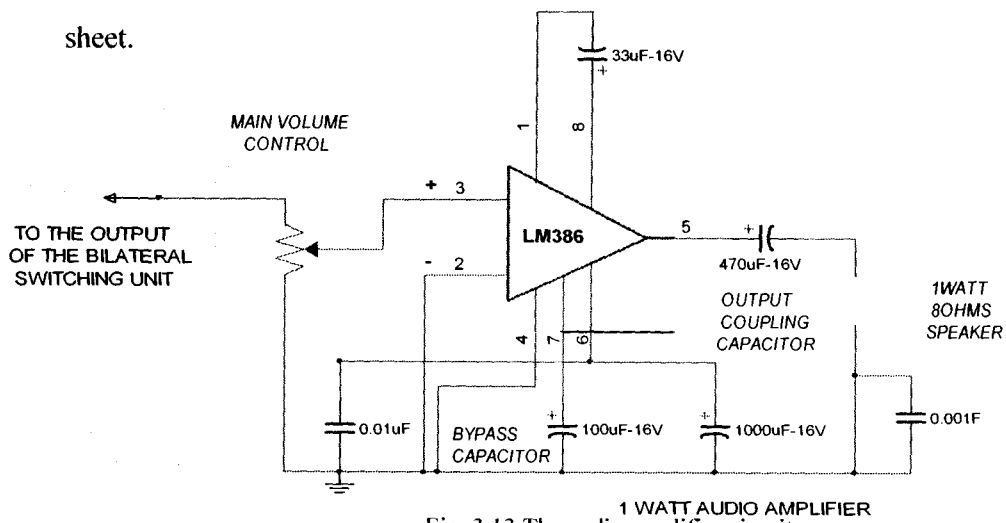 sheet.
33uF-16V
+
MAIN VOLUME
CONTROL
1
8
+ 3
TO THE OUTPUT
OF THE BILATERAL
SWITCHING UNIT
LM386
- 2
5
+
470uF-16V
1WATT
8OHMS
SPEAKER
OUTPUT
COUPLING
CAPACITOR
4
7
6
0.01uF
BYPASS
CAPACITOR
+
100uF-16V
+
1000uF-16V
0.001F
1 WATT AUDIO AMPLIFIER